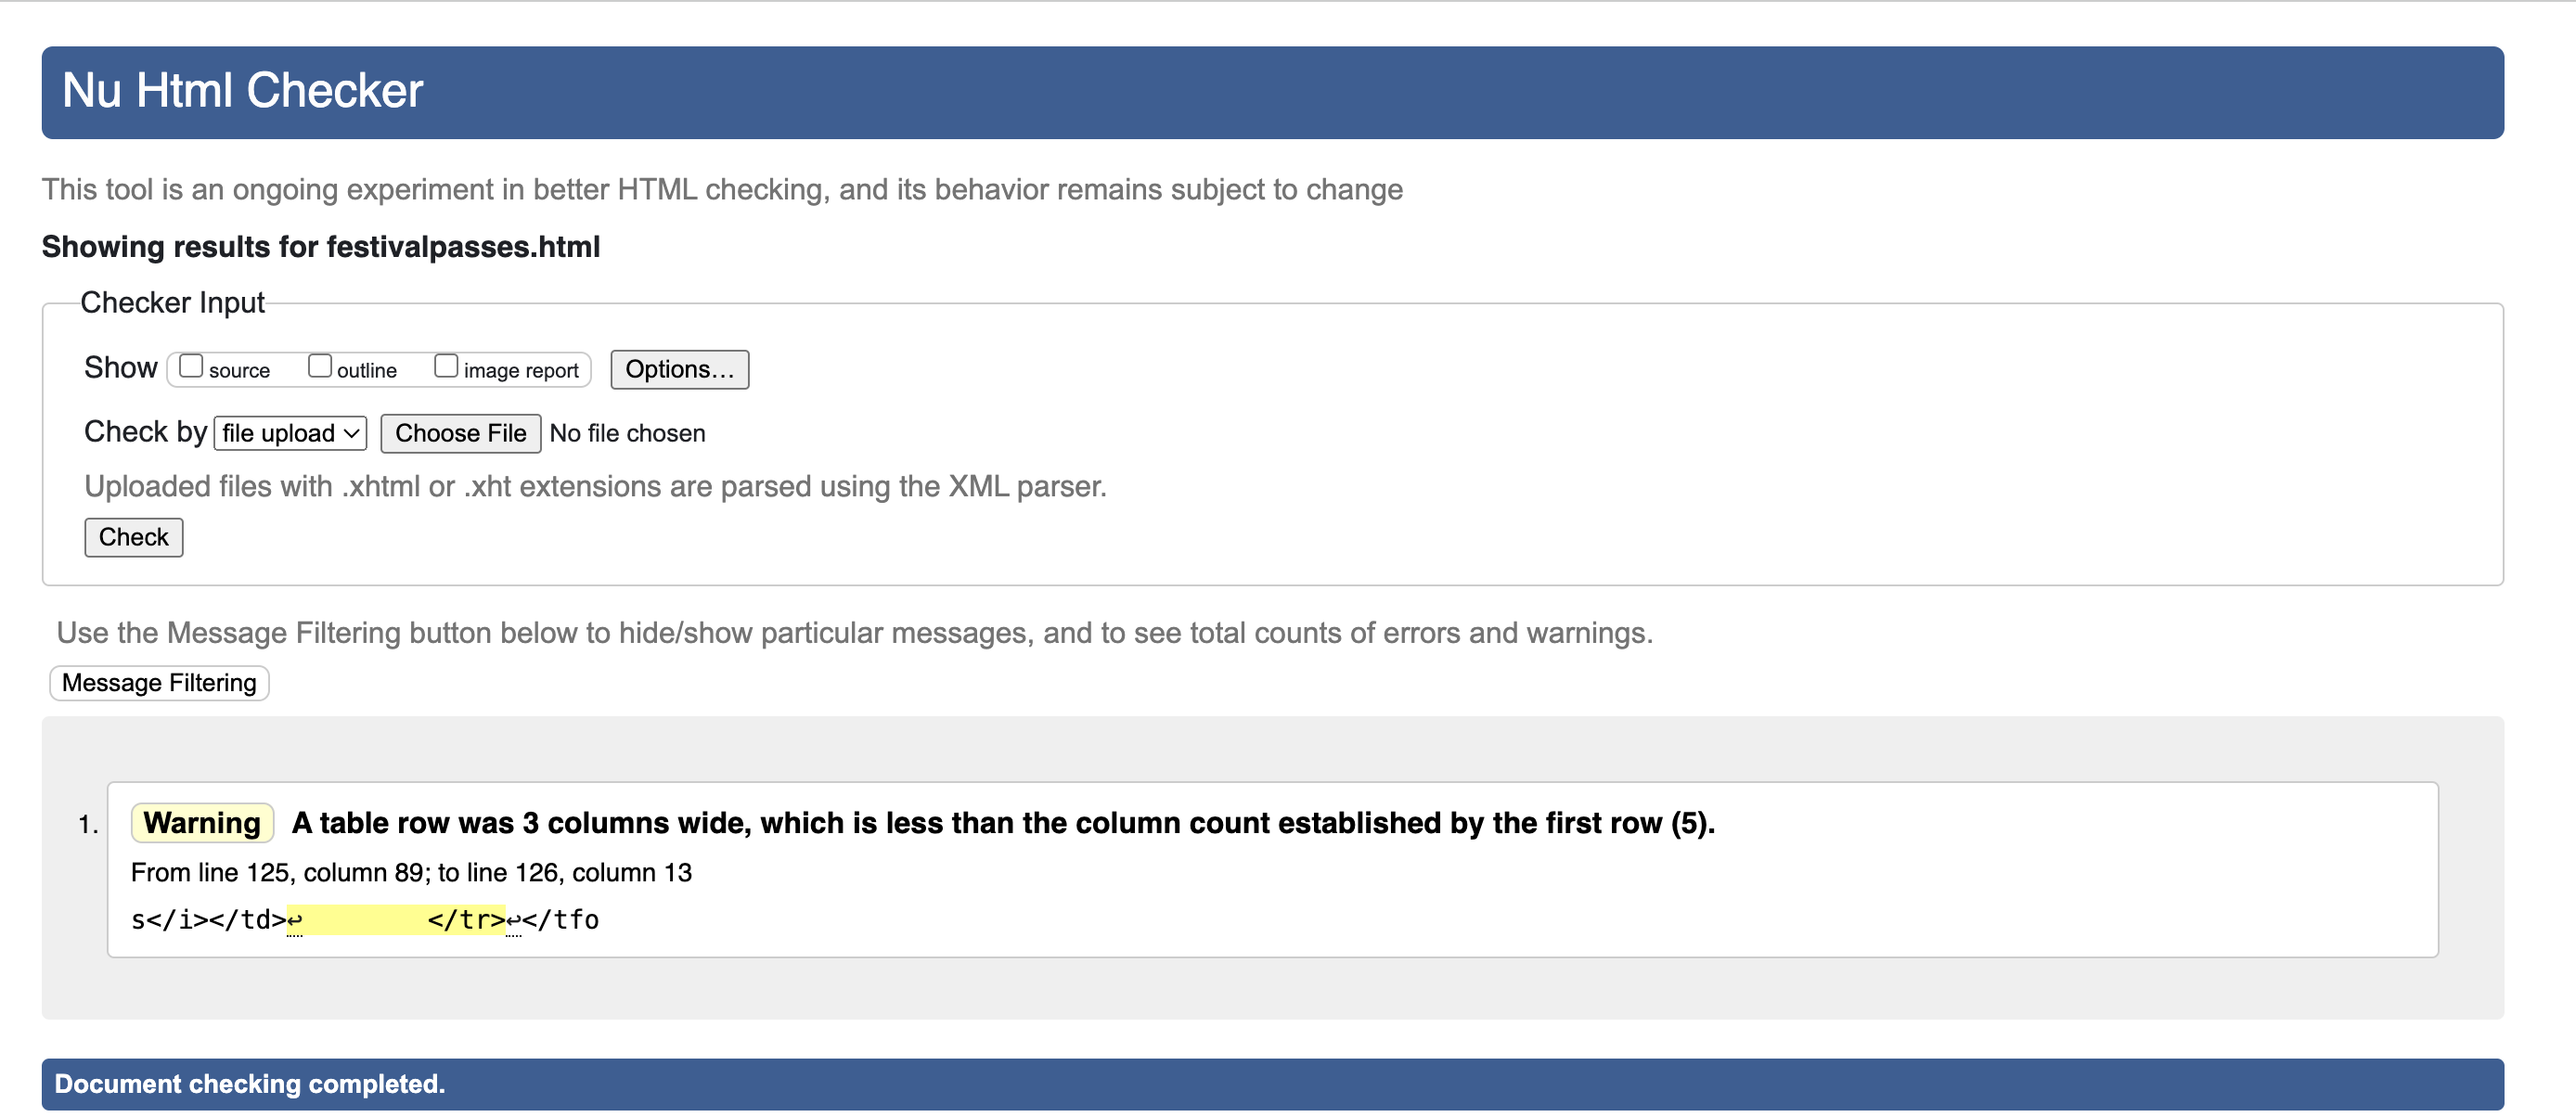 Nu Html Checker
This tool is an ongoing experiment in better HTML checking, and its behavior remains subject to change
Showing results for festivalpasses.html
Checker Input
Show source outline image report Options...
Check by file upload Choose File No file chosen
Uploaded files with .xhtml or .xht extensions are parsed using the XML parser.
Check
Use the Message Filtering button below to hide/show particular messages, and to see total counts of errors and warnings.
Message Filtering
1. Warning A table row was 3 columns wide, which is less than the column count established by the first row (5).
From line 125, column 89; to line 126, column 13
s</i></td>↩        </tr>↩</tfo
Document checking completed.